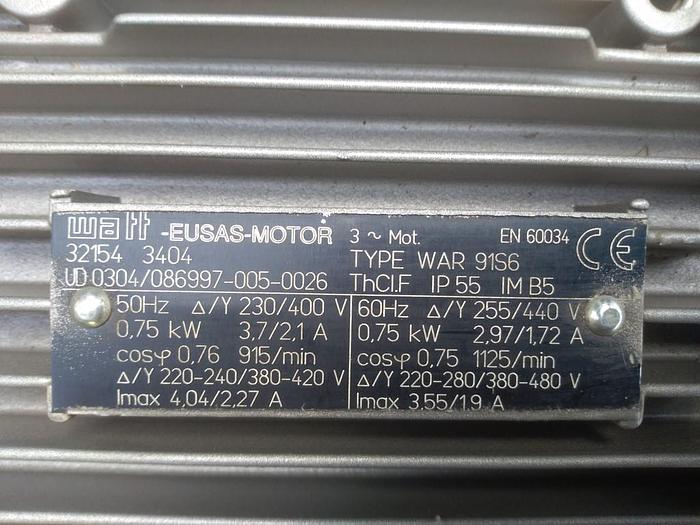 watt -EUSAS-MOTOR 3 ~ Mot. EN 60034 CE
32154 3404 TYPE WAR 91S6
UD 0304/086997-005-0026 ThCl.F IP 55 IM B5
50Hz Δ/Y 230/400 V 60Hz Δ/Y 255/440 V
0,75 kW 3,7/2,1 A 0,75 kW 2,97/1,72 A
cosφ 0,76 915/min cosφ 0,75 1125/min
Δ/Y 220-240/380-420 V Δ/Y 220-280/380-480 V
Imax 4,04/2,27 A Imax 3,55/1,9 A